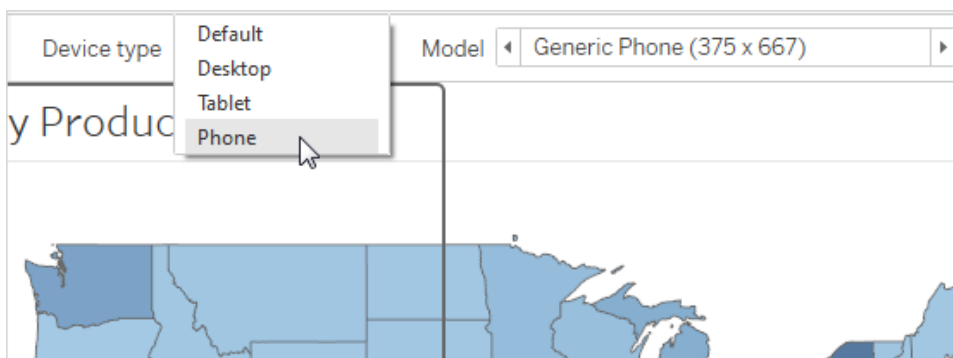 Device type
Default
Desktop
Tablet
Phone
Model
Generic Phone (375 x 667)
y Produc